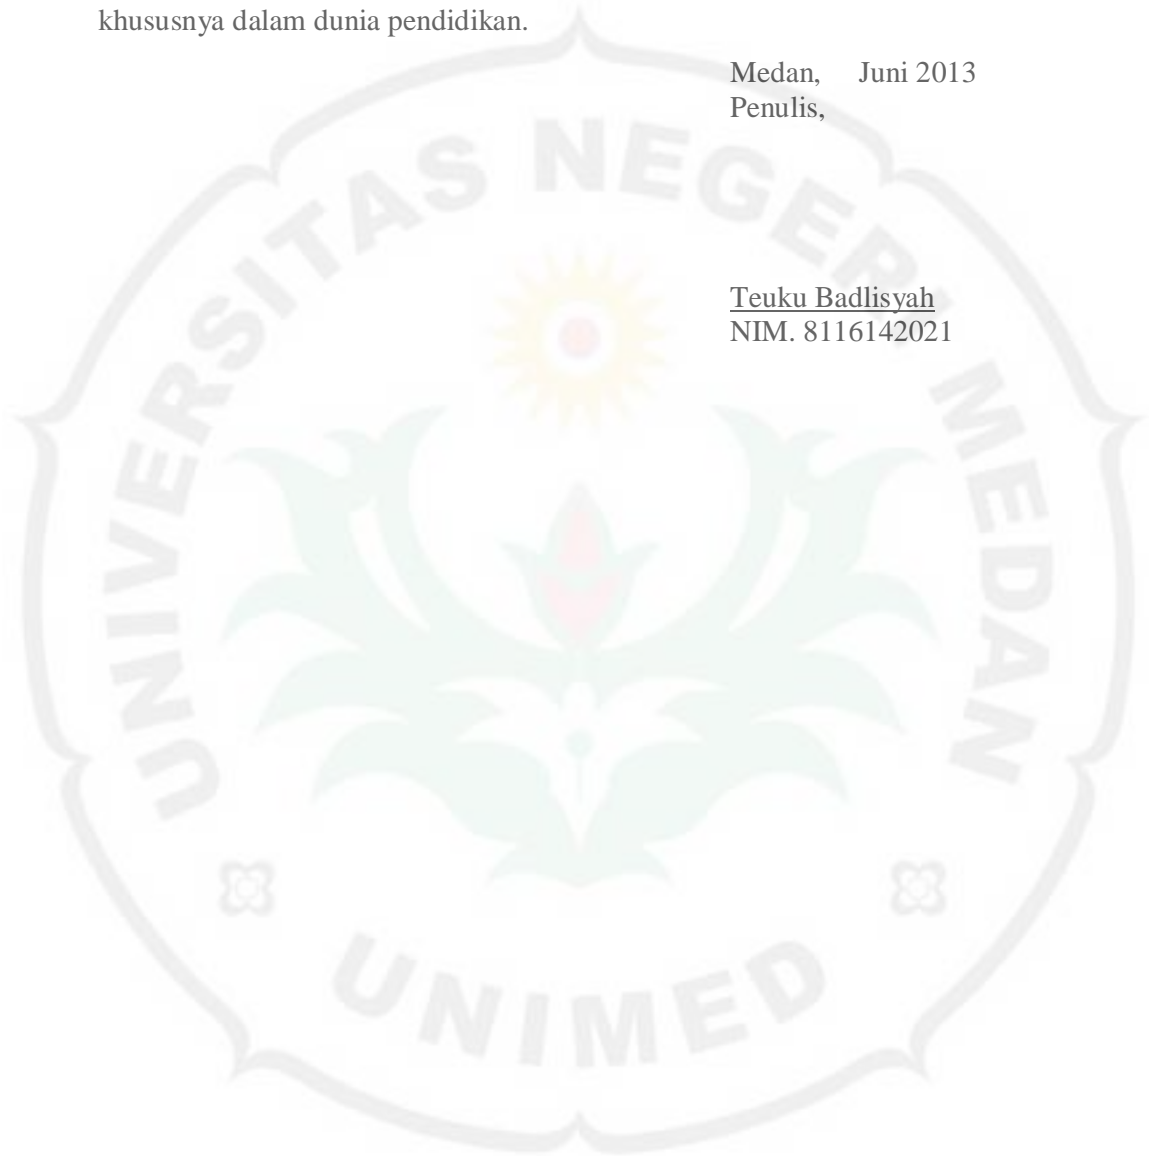 khususnya dalam dunia pendidikan.
Medan, Juni 2013
Penulis,
Teuku Badlisyah
NIM. 8116142021
UNIVERSITAS NEGERI MEDAN
UNIMED